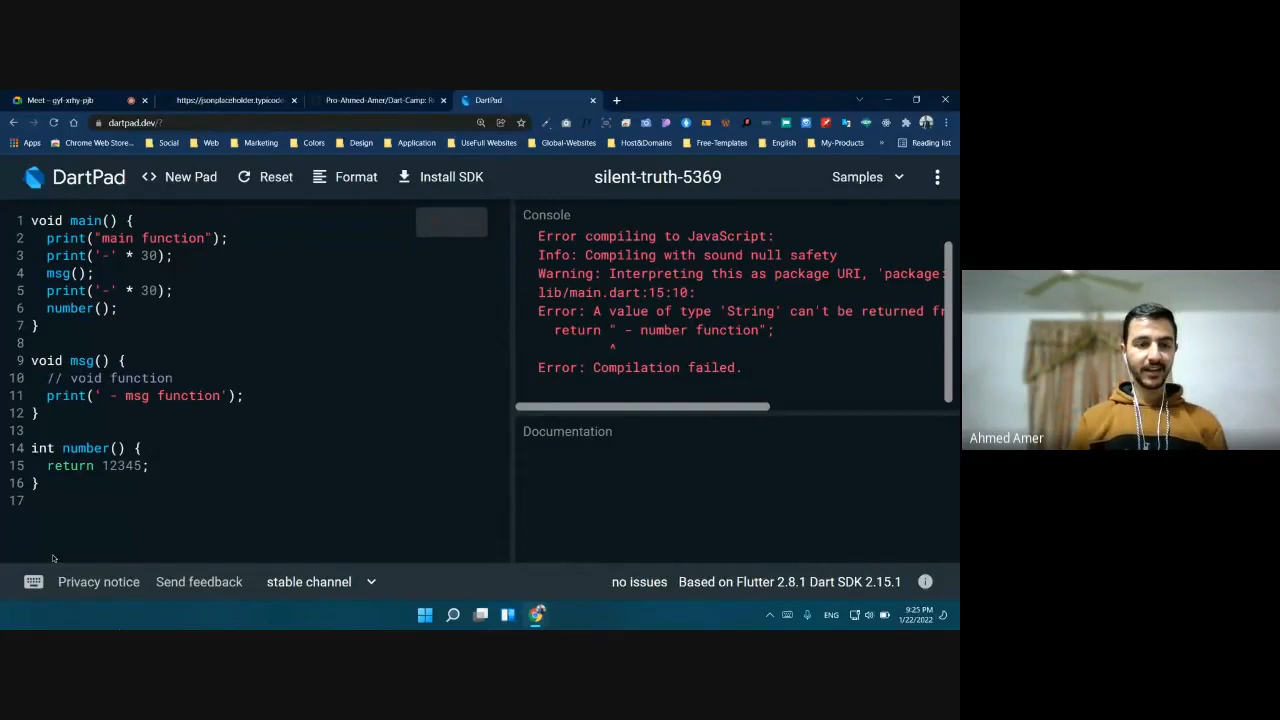 Meet – gyf-xrhy-pjb
https://jsonplaceholder.typicode
Pro-Ahmed-Amer/Dart-Camp: R
DartPad
dartpad.dev/?
Apps
Chrome Web Store...
Social
Web
Marketing
Colors
Design
Application
UseFull Websites
Global-Websites
Host&Domains
Free-Templates
English
My-Products
»
Reading list
DartPad
<> New Pad
Reset
Format
Install SDK
silent-truth-5369
Samples
1 void main() {
2 print("main function");
3 print('-' * 30);
4 msg();
5 print('-' * 30);
6 number();
7 }
8
9 void msg() {
10 // void function
11 print(' - msg function');
12 }
13
14 int number() {
15 return 12345;
16 }
17
Console
Error compiling to JavaScript:
Info: Compiling with sound null safety
Warning: Interpreting this as package URI, 'package:
lib/main.dart:15:10:
Error: A value of type 'String' can't be returned fr
return " - number function";
^
Error: Compilation failed.
Documentation
Privacy notice
Send feedback
stable channel
no issues
Based on Flutter 2.8.1 Dart SDK 2.15.1
ENG
9:25 PM
1/22/2022
Ahmed Amer